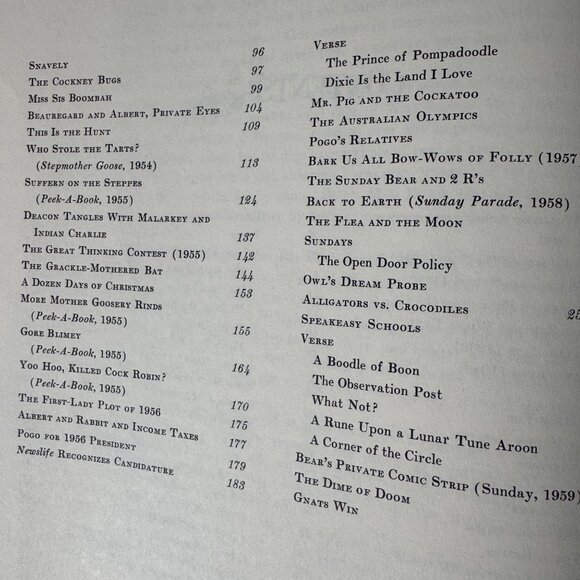 SNAVELY 96
THE COCKNEY BUGS 97
MISS SIS BOOMBAH 99
BEAUREGARD AND ALBERT, PRIVATE EYES 104
THIS IS THE HUNT 109
WHO STOLE THE TARTS?
(Stepmother Goose, 1954) 113
SUFFERN ON THE STEPPES
(Peek-A-Book, 1955) 124
DEACON TANGLES WITH MALARKEY AND
INDIAN CHARLIE 137
THE GREAT THINKING CONTEST (1955) 142
THE GRACKLE-MOTHERED BAT 144
A DOZEN DAYS OF CHRISTMAS 153
MORE MOTHER GOOSERY RINDS
(Peek-A-Book, 1955) 155
GORE BLIMEY
(Peek-A-Book, 1955) 164
YOO HOO, KILLED COCK ROBIN?
(Peek-A-Book, 1955) 170
THE FIRST-LADY PLOT OF 1956 175
ALBERT AND RABBIT AND INCOME TAXES 177
POGO FOR 1956 PRESIDENT 179
Newslife RECOGNIZES CANDIDATURE 183
VERSE
The Prince of Pompadoodle
Dixie Is the Land I Love
MR. PIG AND THE COCKATOO
THE AUSTRALIAN OLYMPICS
POGO'S RELATIVES
BARK US ALL BOW-WOWS OF FOLLY (1957
THE SUNDAY BEAR AND 2 R'S
BACK TO EARTH (Sunday Parade, 1958)
THE FLEA AND THE MOON
SUNDAYS
The Open Door Policy
OWL'S DREAM PROBE
ALLIGATORS VS. CROCODILES 25
SPEAKEASY SCHOOLS
VERSE
A Boodle of Boon
The Observation Post
What Not?
A Rune Upon a Lunar Tune Aroon
A Corner of the Circle
BEAR'S PRIVATE COMIC STRIP (Sunday, 1959)
THE DIME OF DOOM
GNATS WIN